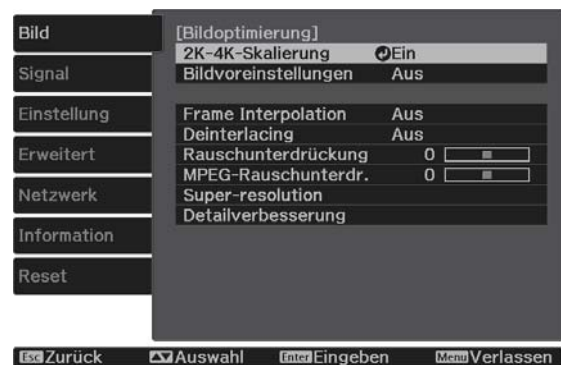 Bild
Signal
Einstellung
Erweitert
Netzwerk
Information
Reset
[Bildoptimierung]
2K-4K-Skalierung Ein
Bildvoreinstellungen Aus
Frame Interpolation Aus
Deinterlacing Aus
Rauschunterdrückung 0
MPEG-Rauschunterdr. 0
Super-resolution
Detailverbesserung
Esc Zurück Auswahl Enter Eingeben Menu Verlassen